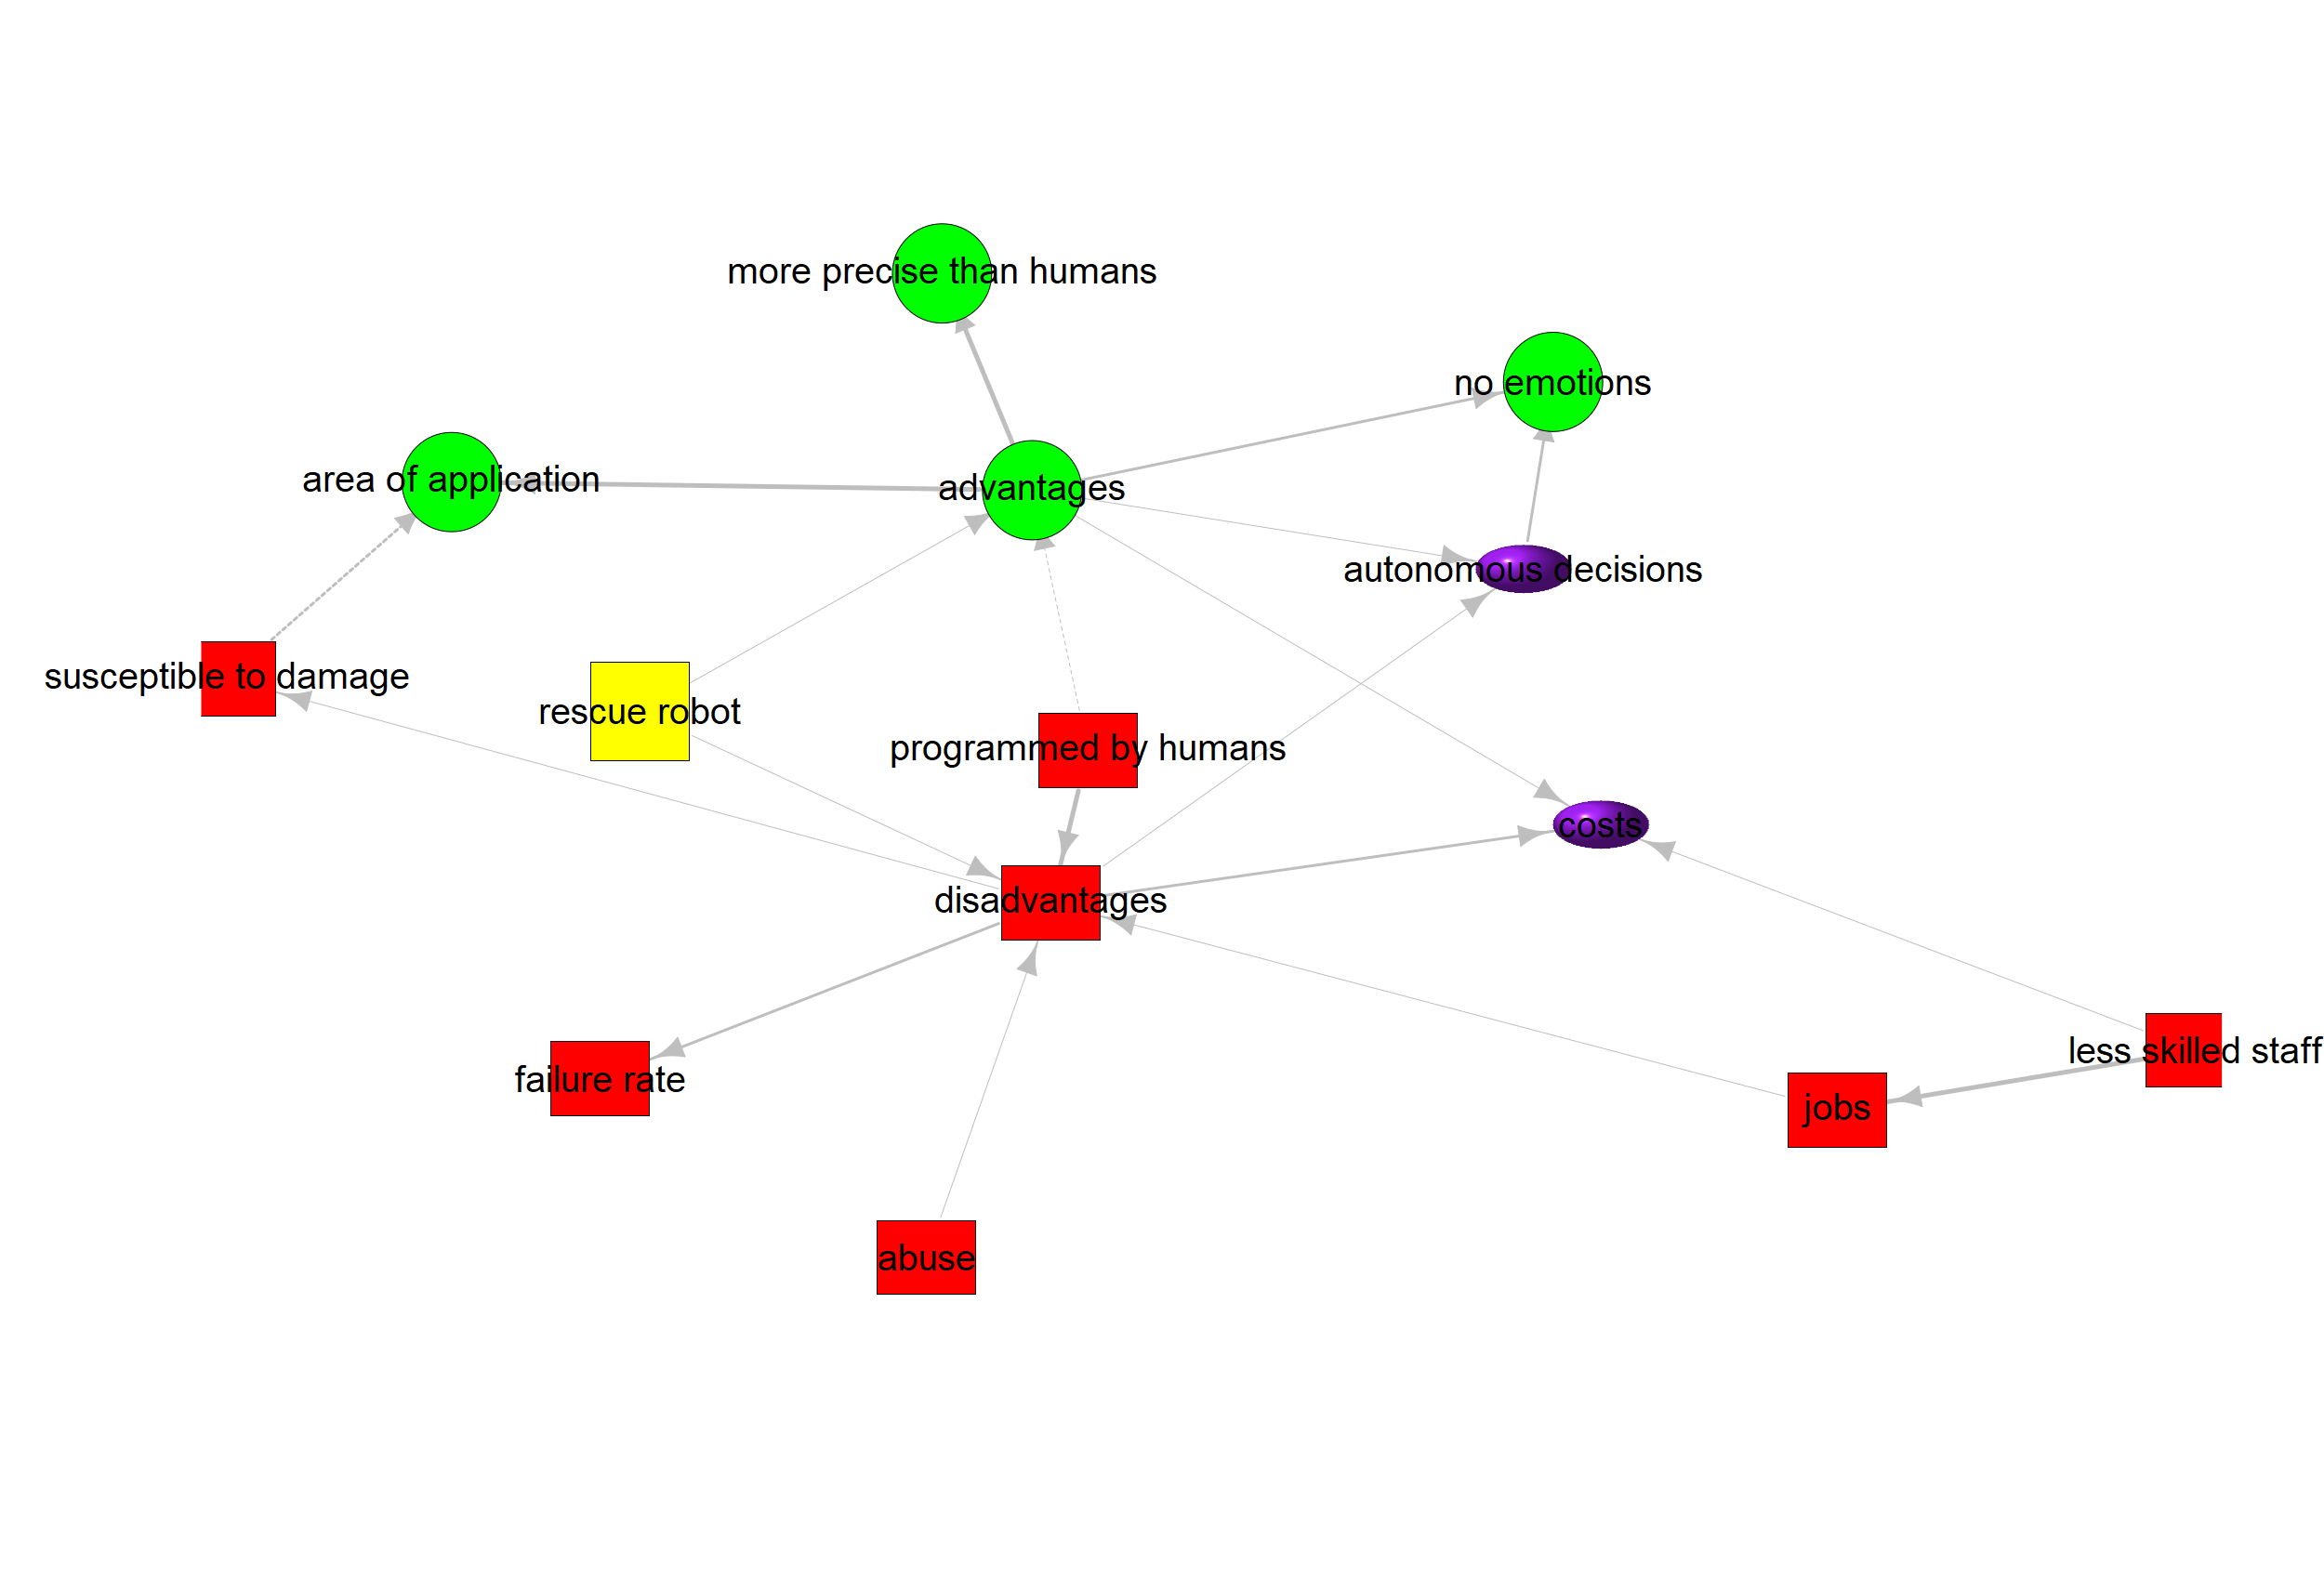 more precise than humans
no emotions
area of application
advantages
autonomous decisions
susceptible to damage
rescue robot
programmed by humans
costs
disadvantages
less skilled staff
failure rate
jobs
abuse